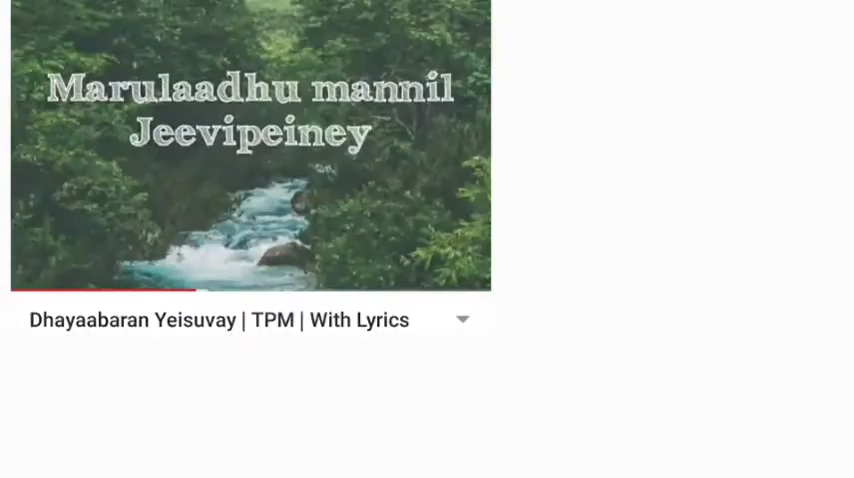 Marulaadhu mannil
Jeevipeiney
Dhayaabaran Yeisuvay | TPM | With Lyrics